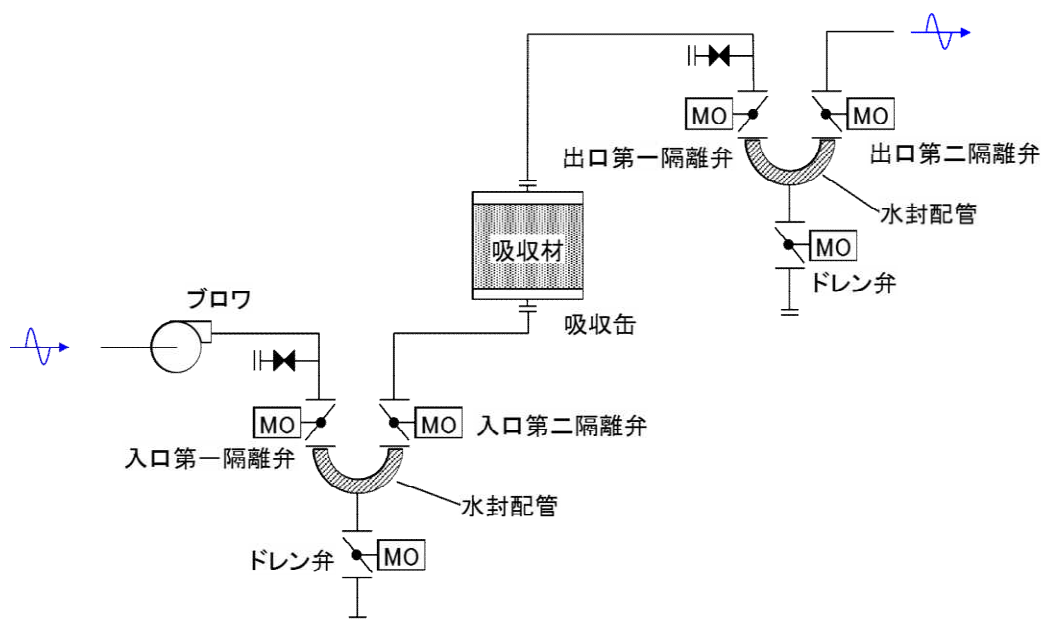 MO
MO
出口第一隔離弁
出口第二隔離弁
水封配管
吸収材
MO
ドレン弁
ブロワ
吸収缶
MO
MO
入口第二隔離弁
入口第一隔離弁
水封配管
ドレン弁
MO